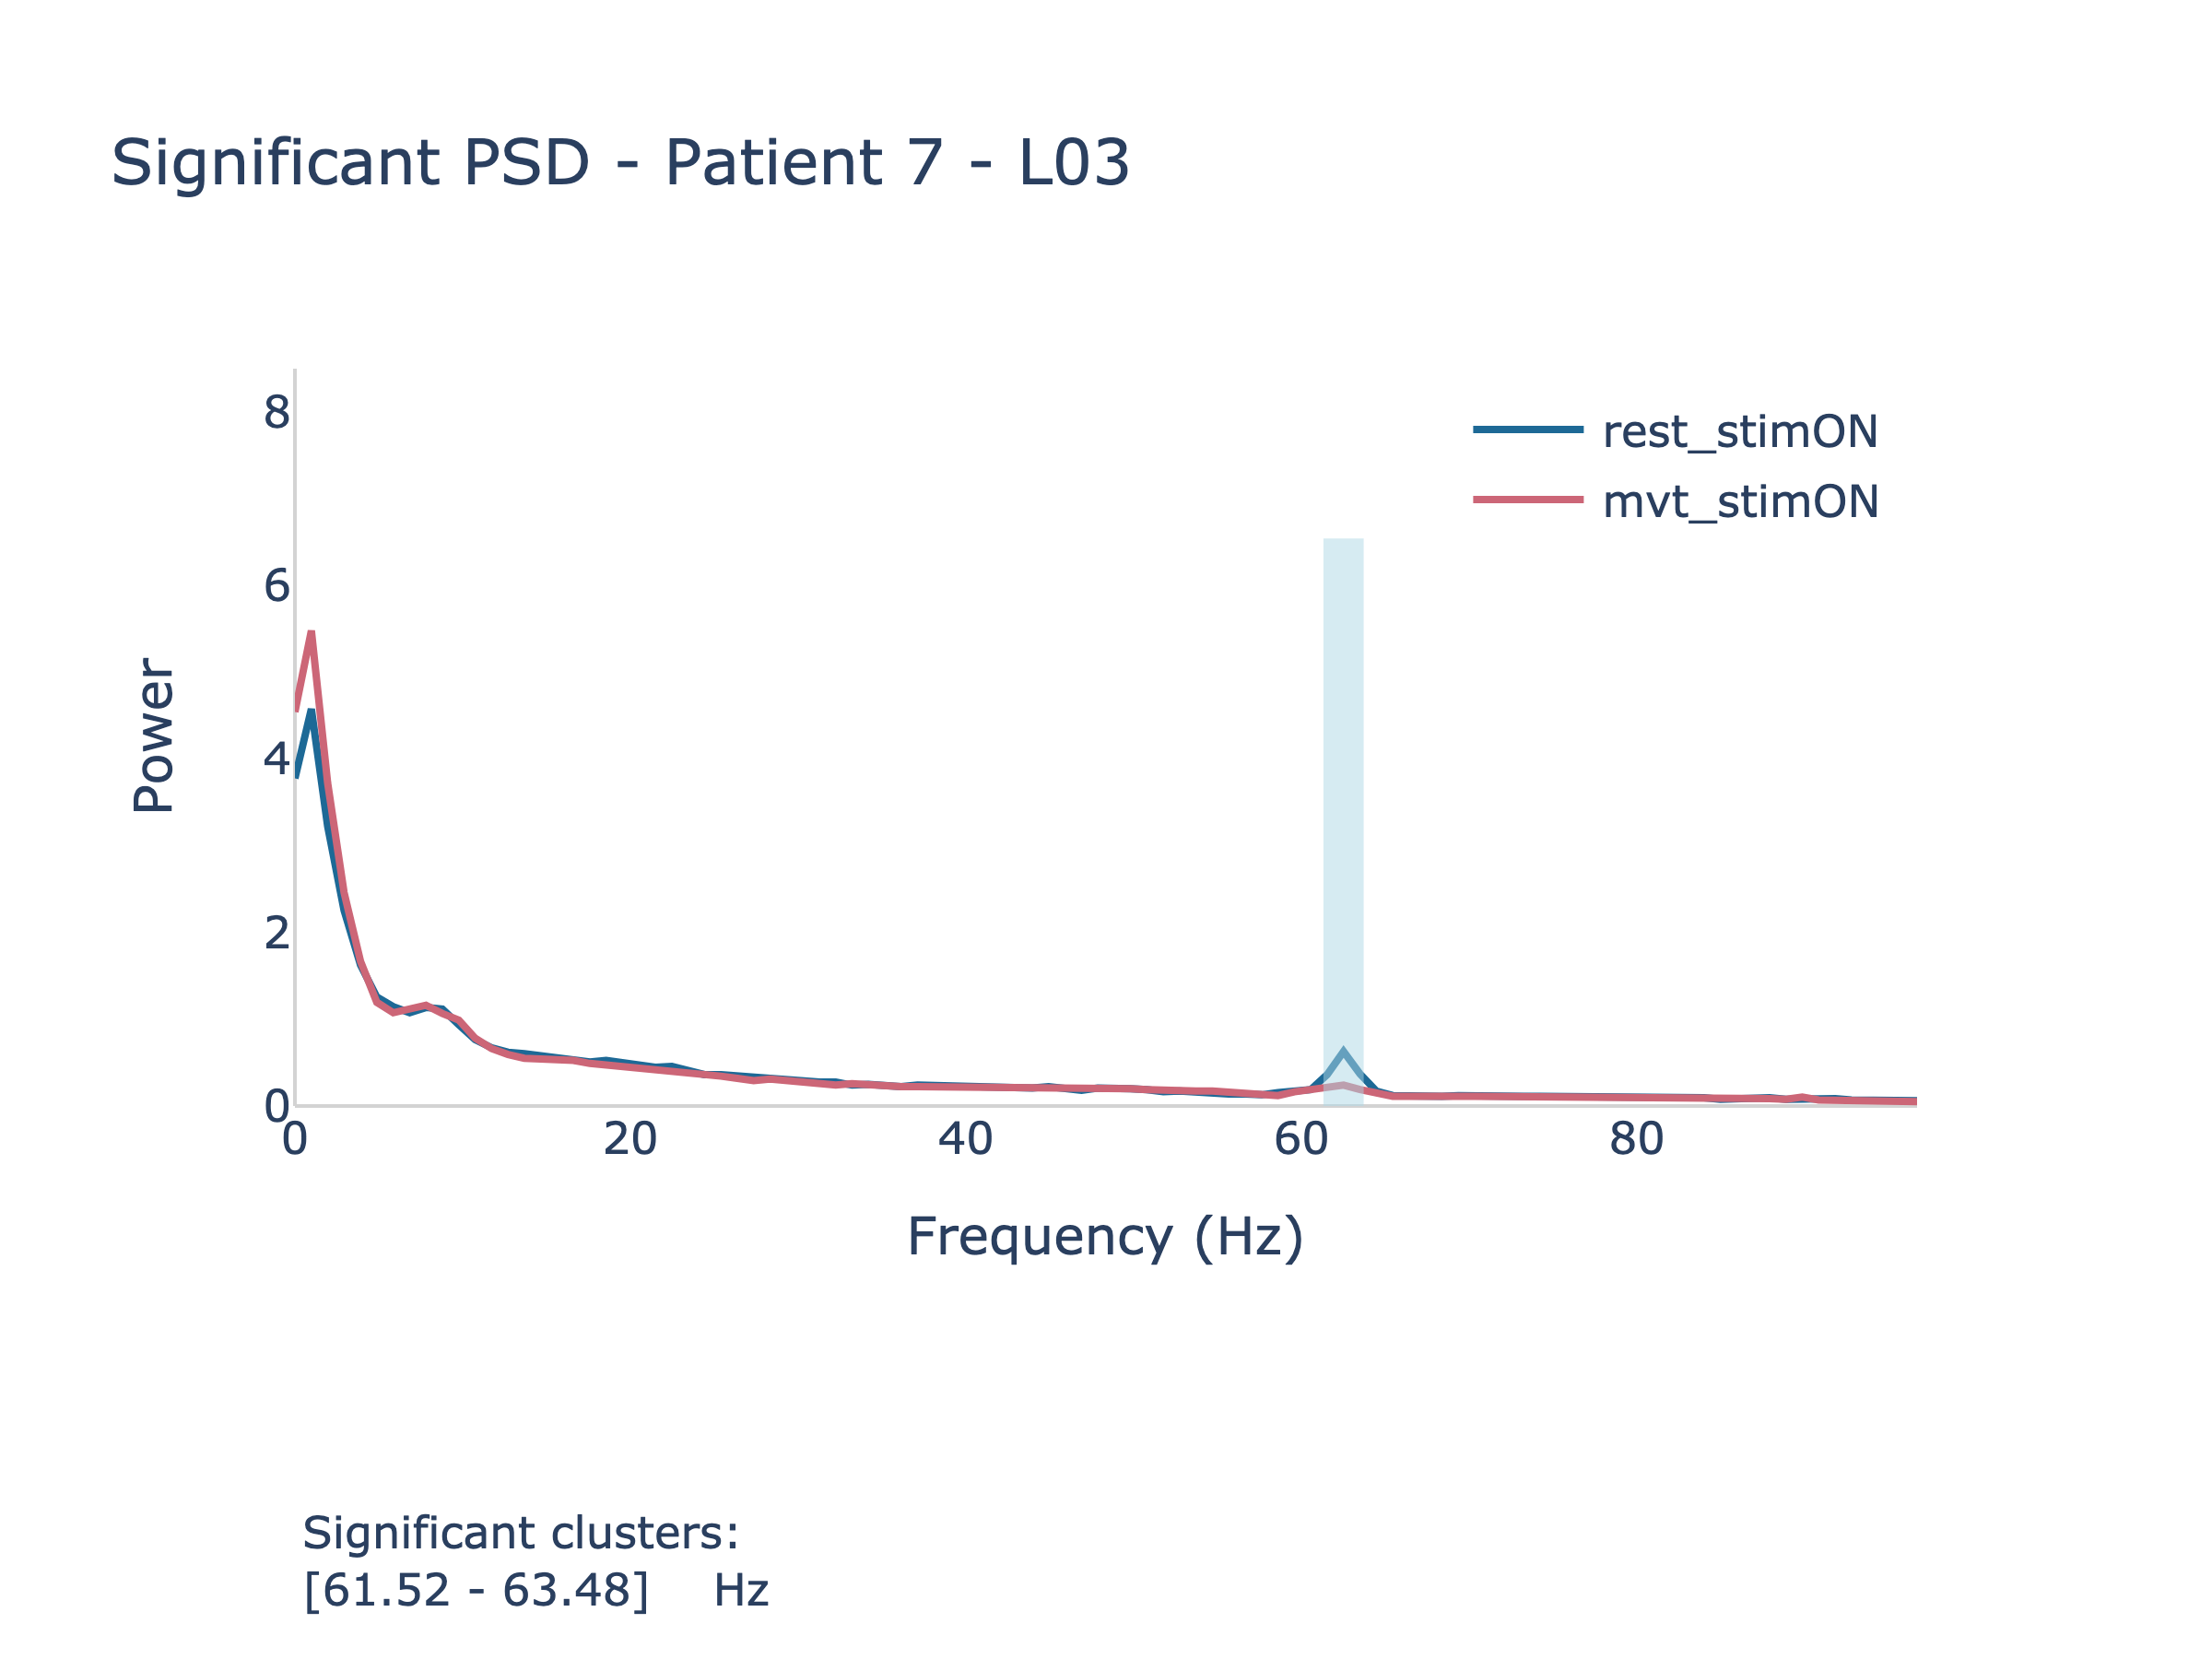 Significant PSD - Patient 7 - L03
8
6
4
2
0
Power
rest_stimON
mvt_stimON
0 20 40 60 80
Frequency (Hz)
Significant clusters:
[61.52 - 63.48] Hz